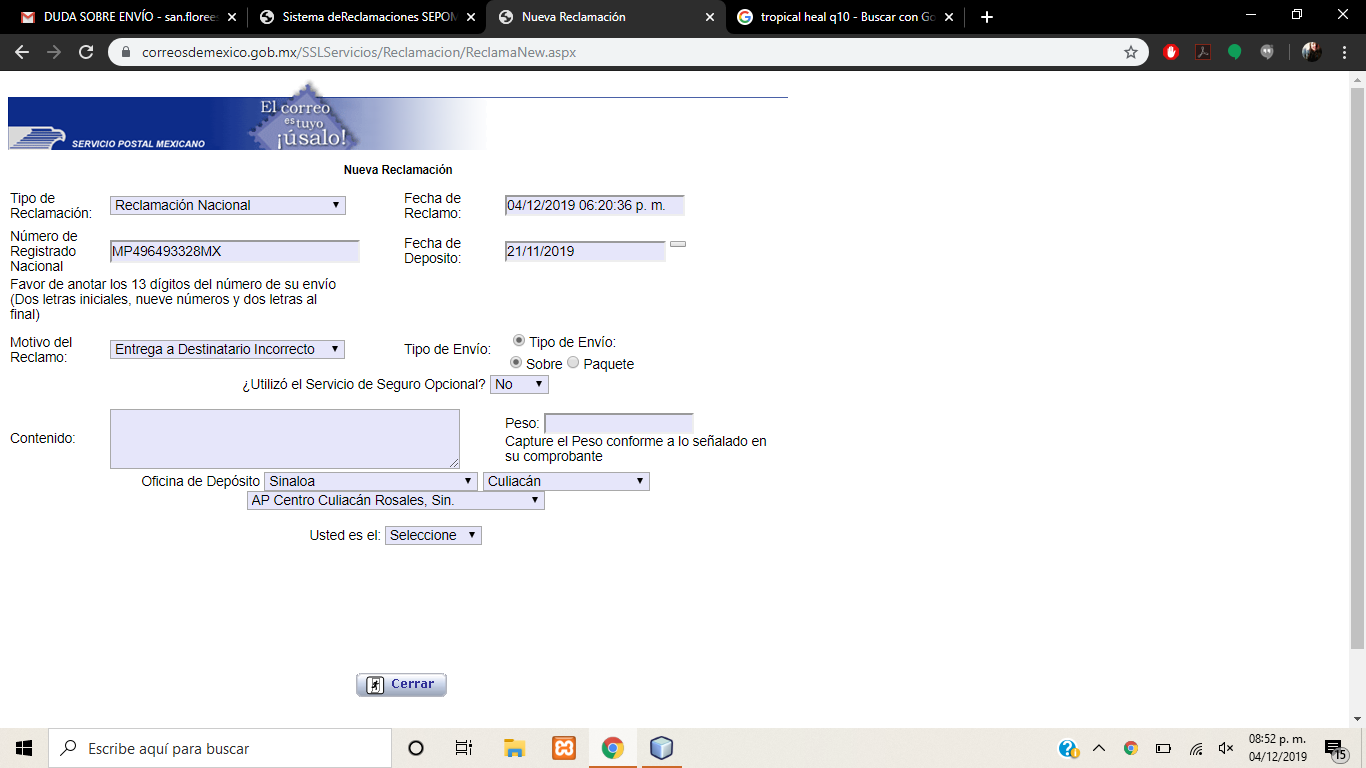 DUDA SOBRE ENVÍO - san.floree
Sistema deReclamaciones SEPOM
Nueva Reclamación
tropical heal q10 - Buscar con Go
correosdemexico.gob.mx/SSLServicios/Reclamacion/ReclamaNew.aspx
El correo
es tuyo
¡úsalo!
SERVICIO POSTAL MEXICANO
Nueva Reclamación
Tipo de Reclamación:
Reclamación Nacional
Fecha de Reclamo:
04/12/2019 06:20:36 p. m.
Número de Registrado Nacional
MP496493328MX
Fecha de Deposito:
21/11/2019
Favor de anotar los 13 dígitos del número de su envío
(Dos letras iniciales, nueve números y dos letras al
final)
Motivo del Reclamo:
Entrega a Destinatario Incorrecto
Tipo de Envío:
Tipo de Envío:
Sobre Paquete
¿Utilizó el Servicio de Seguro Opcional? No
Contenido:
Peso:
Capture el Peso conforme a lo señalado en
su comprobante
Oficina de Depósito Sinaloa Culiacán
AP Centro Culiacán Rosales, Sin.
Usted es el: Seleccione
Cerrar
Escribe aquí para buscar
08:52 p. m.
04/12/2019
15